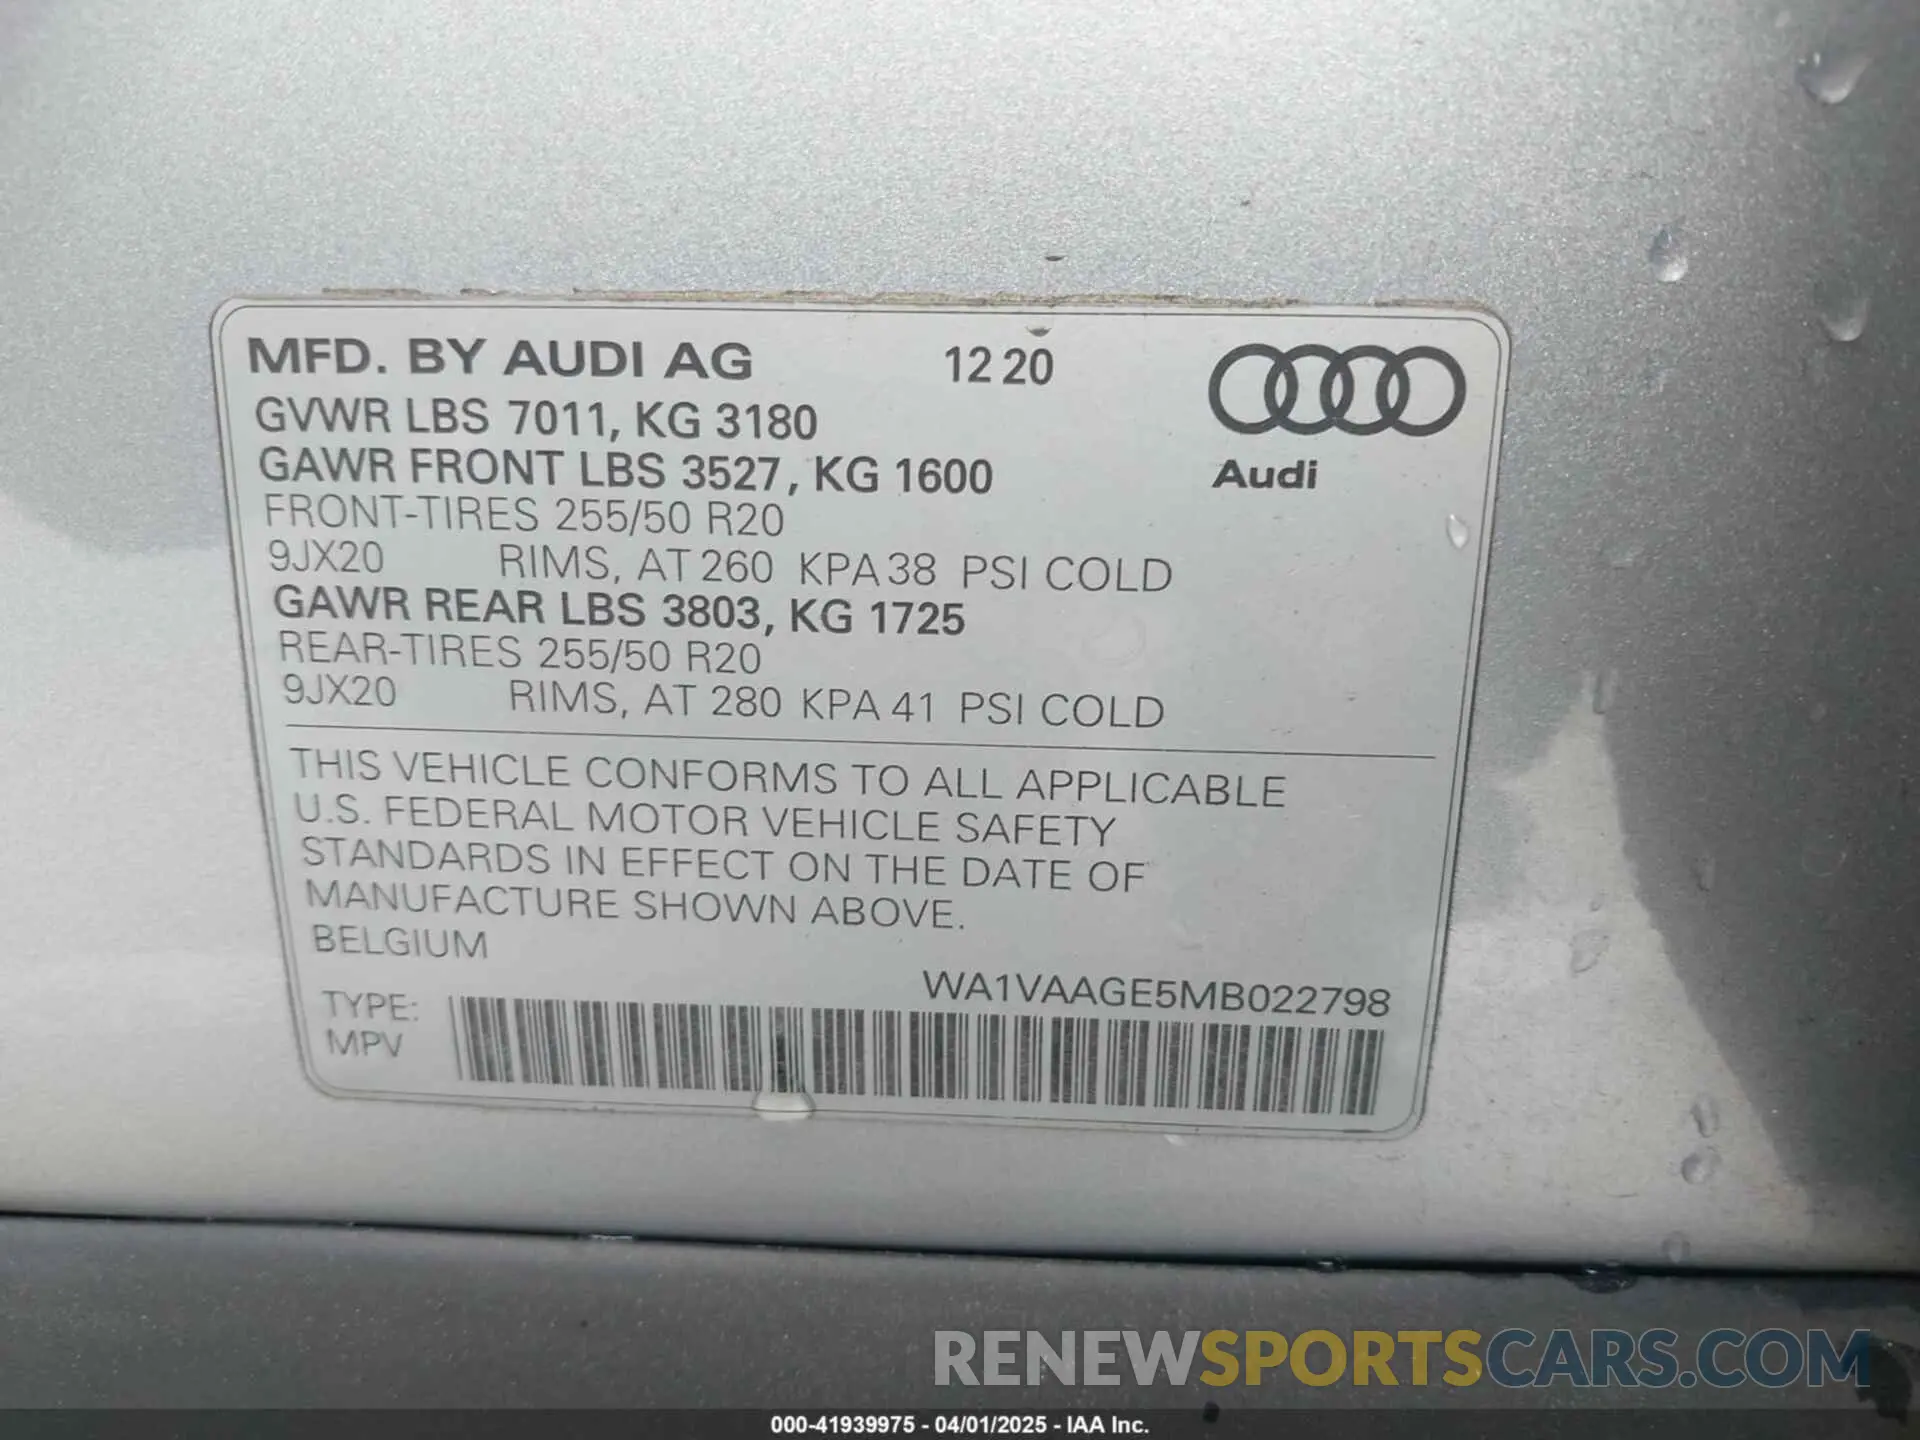 MFD. BY AUDI AG 12 20
GVWR LBS 7011, KG 3180
GAWR FRONT LBS 3527, KG 1600
Audi
FRONT-TIRES 255/50 R20
9JX20 RIMS, AT 260 KPA 38 PSI COLD
GAWR REAR LBS 3803, KG 1725
REAR-TIRES 255/50 R20
9JX20 RIMS, AT 280 KPA 41 PSI COLD
THIS VEHICLE CONFORMS TO ALL APPLICABLE
U.S. FEDERAL MOTOR VEHICLE SAFETY
STANDARDS IN EFFECT ON THE DATE OF
MANUFACTURE SHOWN ABOVE.
BELGIUM
WA1VAAGE5MB022798
TYPE:
MPV
RENEWSPORTSCARS.COM
000-41939975 - 04/01/2025 - IAA Inc.